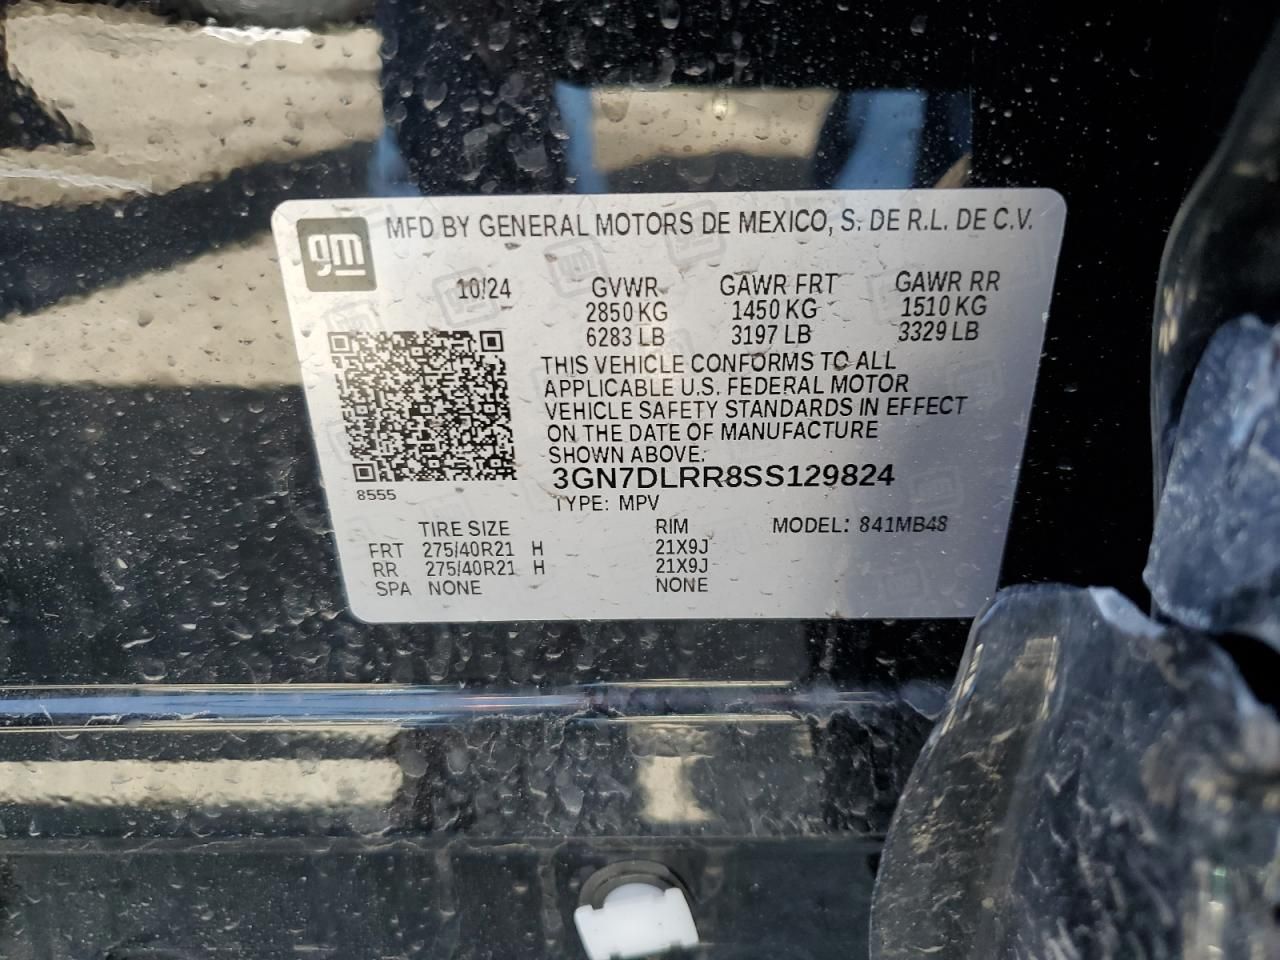 gm
MFD BY GENERAL MOTORS DE MEXICO, S. DE R.L. DE C.V.
10/24 GVWR GAWR FRT GAWR RR
2850 KG 1450 KG 1510 KG
6283 LB 3197 LB 3329 LB
THIS VEHICLE CONFORMS TO ALL
APPLICABLE U.S. FEDERAL MOTOR
VEHICLE SAFETY STANDARDS IN EFFECT
ON THE DATE OF MANUFACTURE
SHOWN ABOVE.
3GN7DLRR8SS129824
8555
TYPE: MPV
TIRE SIZE RIM MODEL: 841MB48
FRT 275/40R21 H 21X9J
RR 275/40R21 H 21X9J
SPA NONE NONE